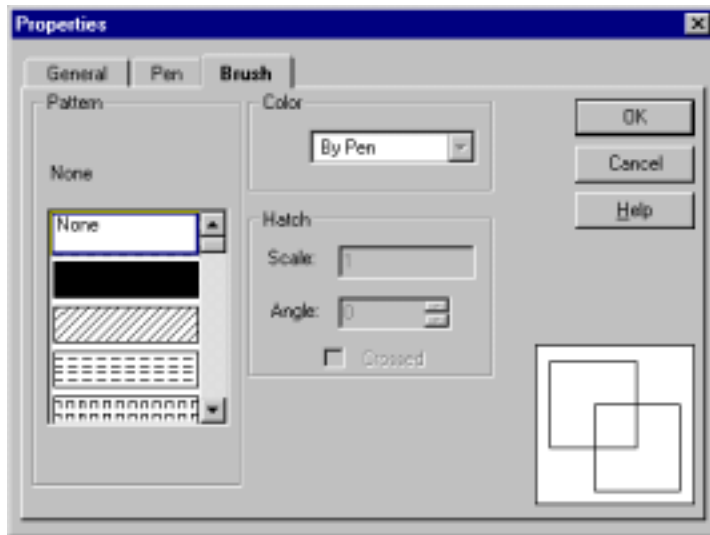 Properties
General
Pen
Brush
Pattern
None
None
Color
By Pen
Hatch
Scale: 1
Angle: 0
Crossed
OK
Cancel
Help